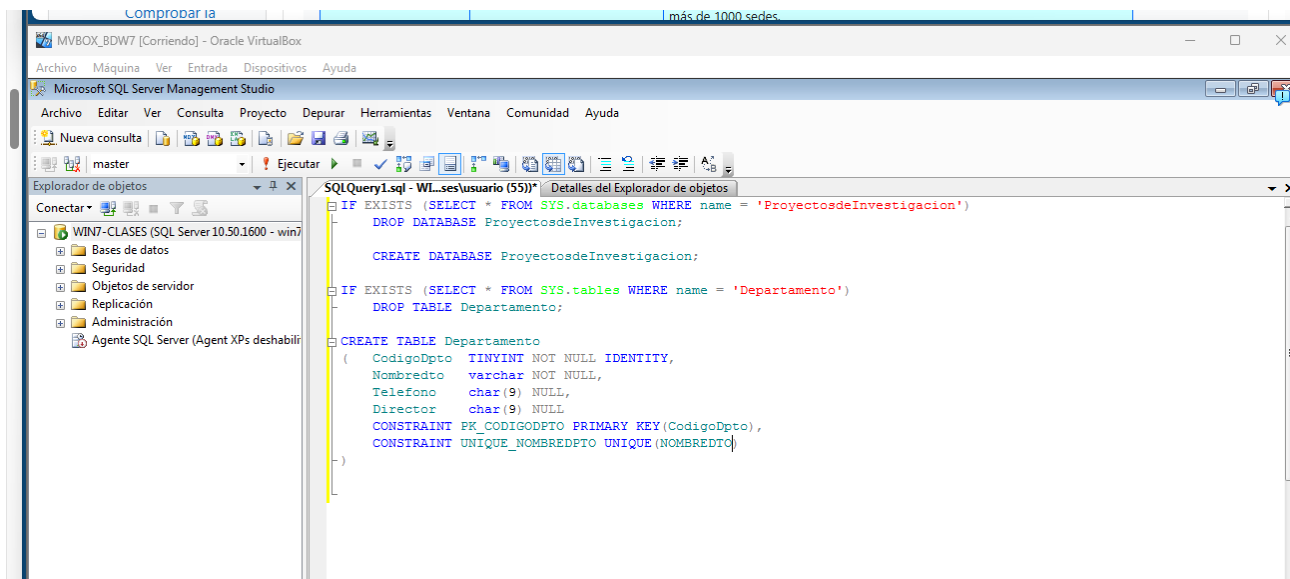 Comprobar la
más de 1000 sedes.
MVBOX_BDW7 [Corriendo] - Oracle VirtualBox
Archivo Máquina Ver Entrada Dispositivos Ayuda
Microsoft SQL Server Management Studio
Archivo Editar Ver Consulta Proyecto Depurar Herramientas Ventana Comunidad Ayuda
Nueva consulta
master
Ejecutar
Explorador de objetos
SQLQuery1.sql - WI...ses\usuario (55))*
Detalles del Explorador de objetos
Conectar
WIN7-CLASES (SQL Server 10.50.1600 - win7
Bases de datos
Seguridad
Objetos de servidor
Replicación
Administración
Agente SQL Server (Agent XPs deshabili
IF EXISTS (SELECT * FROM SYS.databases WHERE name = 'ProyectosdeInvestigacion')
DROP DATABASE ProyectosdeInvestigacion;
CREATE DATABASE ProyectosdeInvestigacion;
IF EXISTS (SELECT * FROM SYS.tables WHERE name = 'Departamento')
DROP TABLE Departamento;
CREATE TABLE Departamento
( CodigoDpto TINYINT NOT NULL IDENTITY,
Nombredto varchar NOT NULL,
Telefono char(9) NULL,
Director char(9) NULL
CONSTRAINT PK_CODIGODPTO PRIMARY KEY(CodigoDpto),
CONSTRAINT UNIQUE_NOMBREDPTO UNIQUE(NOMBREDTO)
)